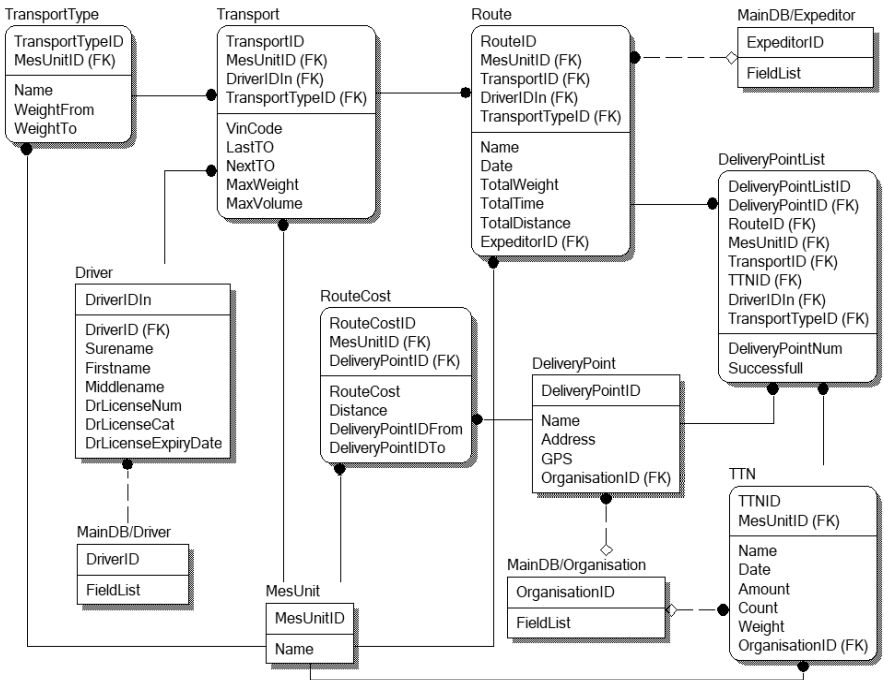 TransportType
TransportTypeID
MesUnitID (FK)
Name
WeightFrom
WeightTo
Transport
TransportID
MesUnitID (FK)
DriverIDIn (FK)
TransportTypeID (FK)
VinCode
LastTO
NextTO
MaxWeight
MaxVolume
Route
RouteID
MesUnitID (FK)
TransportID (FK)
DriverIDIn (FK)
TransportTypeID (FK)
Name
Date
TotalWeight
TotalTime
TotalDistance
ExpeditorID (FK)
MainDB/Expeditor
ExpeditorID
FieldList
DeliveryPointList
DeliveryPointListID
DeliveryPointID (FK)
RouteID (FK)
MesUnitID (FK)
TransportID (FK)
TTNID (FK)
DriverIDIn (FK)
TransportTypeID (FK)
DeliveryPointNum
Successfull
Driver
DriverIDIn
DriverID (FK)
Surename
Firstname
Middlename
DrLicenseNum
DrLicenseCat
DrLicenseExpiryDate
RouteCost
RouteCostID
MesUnitID (FK)
DeliveryPointID (FK)
RouteCost
Distance
DeliveryPointIDFrom
DeliveryPointIDTo
DeliveryPoint
DeliveryPointID
Name
Address
GPS
OrganisationID (FK)
TTN
TTNID
MesUnitID (FK)
Name
Date
Amount
Count
Weight
OrganisationID (FK)
MainDB/Driver
DriverID
FieldList
MesUnit
MesUnitID
Name
MainDB/Organisation
OrganisationID
FieldList